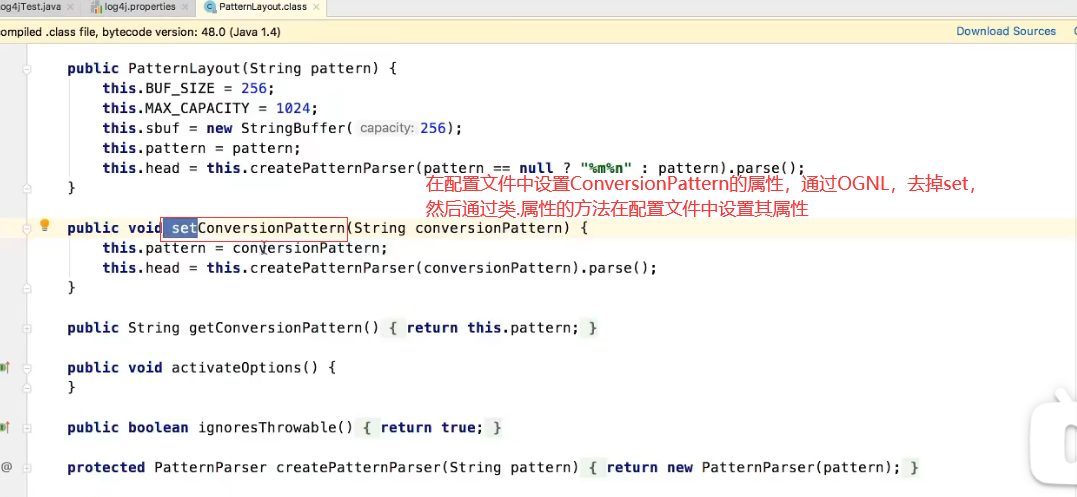 og4jTest.java
log4j.properties
PatternLayout.class
compiled .class file, bytecode version: 48.0 (Java 1.4)
Download Sources
public PatternLayout(String pattern) {
this.BUF_SIZE = 256;
this.MAX_CAPACITY = 1024;
this.sbuf = new StringBuffer( capacity: 256);
this.pattern = pattern;
this.head = this.createPatternParser(pattern == null ? "%m%n" : pattern).parse();
}
在配置文件中设置ConversionPattern的属性，通过OGNL，去掉set，
然后通过类.属性的方法在配置文件中设置其属性
public void setConversionPattern(String conversionPattern) {
this.pattern = conversionPattern;
this.head = this.createPatternParser(conversionPattern).parse();
}
public String getConversionPattern() { return this.pattern; }
public void activateOptions() {
}
public boolean ignoresThrowable() { return true; }
@
protected PatternParser createPatternParser(String pattern) { return new PatternParser(pattern); }